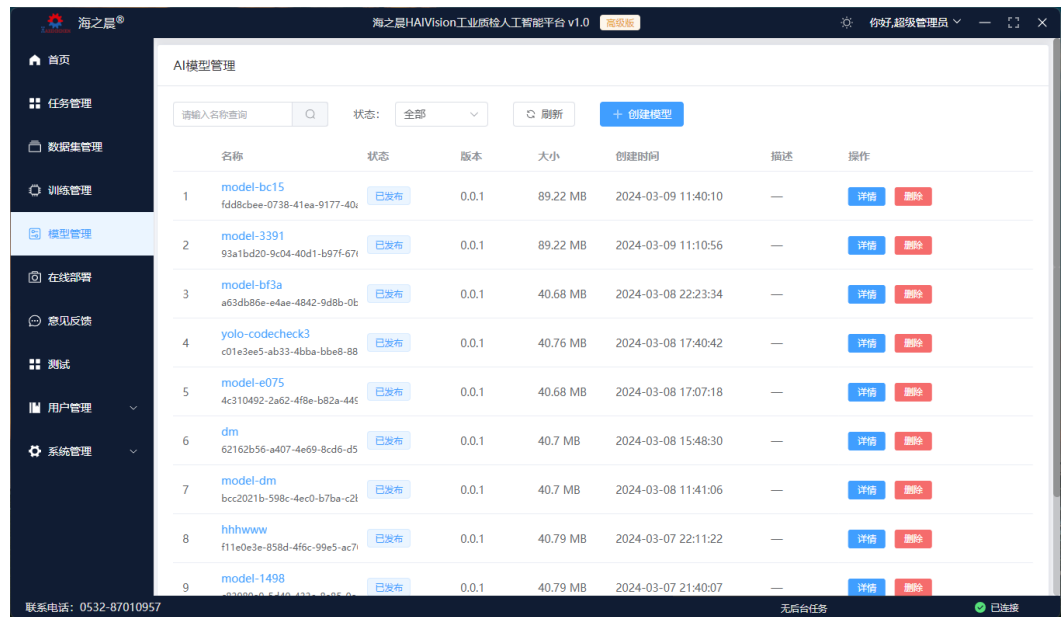 海之晨®
海之晨HAIVision工业质检人工智能平台 v1.0 高级版
你好,超级管理员
首页
任务管理
数据集管理
训练管理
模型管理
在线部署
意见反馈
测试
用户管理
系统管理
AI模型管理
请输入名称查询 状态: 全部 刷新 + 创建模型
名称 状态 版本 大小 创建时间 描述 操作
1 model-bc15 已发布 0.0.1 89.22 MB 2024-03-09 11:40:10 — 详情 删除
fdd8cbee-0738-41ea-9177-40
2 model-3391 已发布 0.0.1 89.22 MB 2024-03-09 11:10:56 — 详情 删除
93a1bd20-9c04-40d1-b97f-67
3 model-bf3a 已发布 0.0.1 40.68 MB 2024-03-08 22:23:34 — 详情 删除
a63db86e-e4ae-4842-9d8b-0b
4 yolo-codecheck3 已发布 0.0.1 40.76 MB 2024-03-08 17:40:42 — 详情 删除
c01e3ee5-ab33-4bba-bbe8-88
5 model-e075 已发布 0.0.1 40.68 MB 2024-03-08 17:07:18 — 详情 删除
4c310492-2a62-4f8e-b82a-449
6 dm 已发布 0.0.1 40.7 MB 2024-03-08 15:48:30 — 详情 删除
62162b56-a407-4e69-8cd6-d5
7 model-dm 已发布 0.0.1 40.7 MB 2024-03-08 11:41:06 — 详情 删除
bcc2021b-598c-4ec0-b7ba-c2
8 hhhwww 已发布 0.0.1 40.79 MB 2024-03-07 22:11:22 — 详情 删除
f11e0e3e-858d-4f6c-99e5-ac7
9 model-1498 已发布 0.0.1 40.79 MB 2024-03-07 21:40:07 — 详情 删除
联系电话: 0532-87010957
无后台任务
已连接